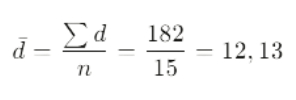 d̄ = ∑ d / n = 182 / 15 = 12, 13